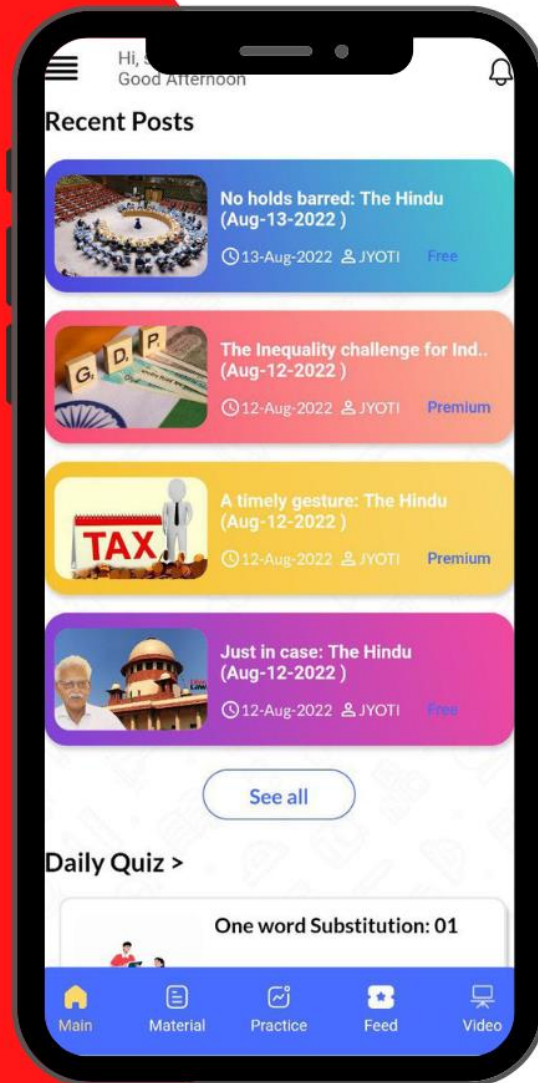 Hi,
Good Afternoon
Recent Posts
No holds barred: The Hindu
(Aug-13-2022 )
13-Aug-2022 JYOTI Free
GDP
The Inequality challenge for Ind..
(Aug-12-2022 )
12-Aug-2022 JYOTI Premium
TAX
A timely gesture: The Hindu
(Aug-12-2022 )
12-Aug-2022 JYOTI Premium
Just in case: The Hindu
(Aug-12-2022 )
12-Aug-2022 JYOTI Free
See all
Daily Quiz >
One word Substitution: 01
Main Material Practice Feed Video